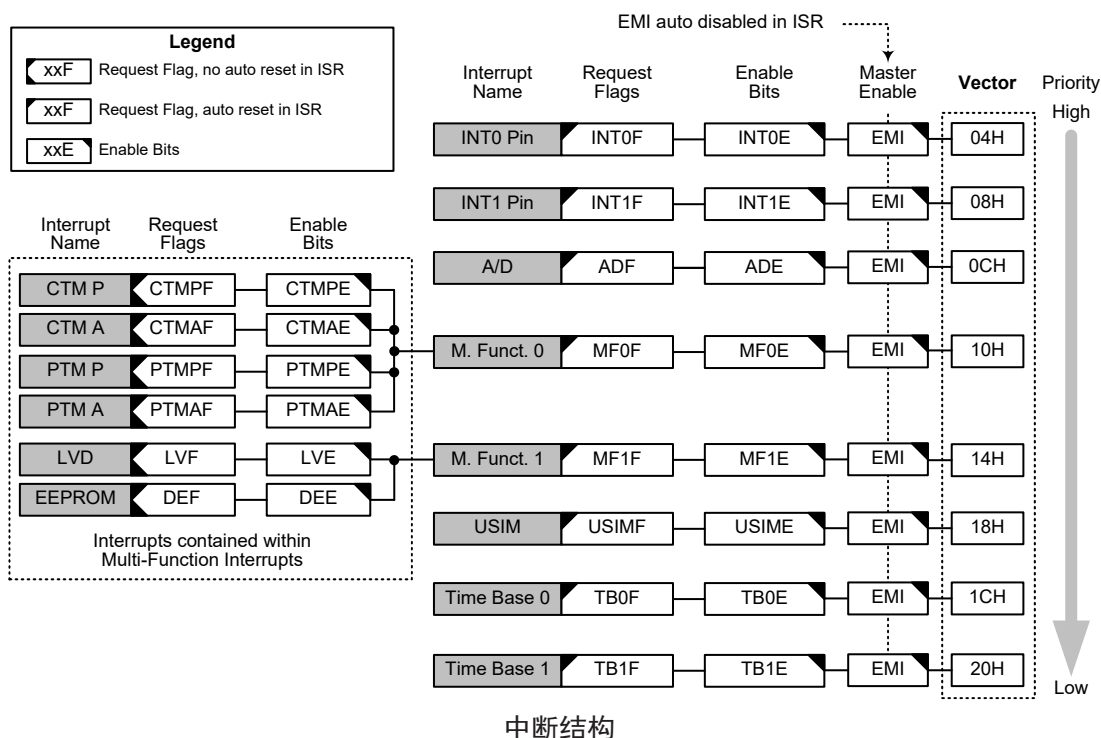 EMI auto disabled in ISR
Legend
xxF Request Flag, no auto reset in ISR
xxF Request Flag, auto reset in ISR
xxE Enable Bits
Interrupt Name Request Flags Enable Bits Master Enable Vector Priority
High
INT0 Pin INT0F INT0E EMI 04H
INT1 Pin INT1F INT1E EMI 08H
A/D ADF ADE EMI 0CH
M. Funct. 0 MF0F MF0E EMI 10H
M. Funct. 1 MF1F MF1E EMI 14H
USIM USIMF USIME EMI 18H
Time Base 0 TB0F TB0E EMI 1CH
Time Base 1 TB1F TB1E EMI 20H
Low
Interrupt Name Request Flags Enable Bits
CTM P CTMPF CTMPE
CTM A CTMAF CTMAE
PTM P PTMPF PTMPE
PTM A PTMAF PTMAE
LVD LVF LVE
EEPROM DEF DEE
Interrupts contained within
Multi-Function Interrupts
中断结构